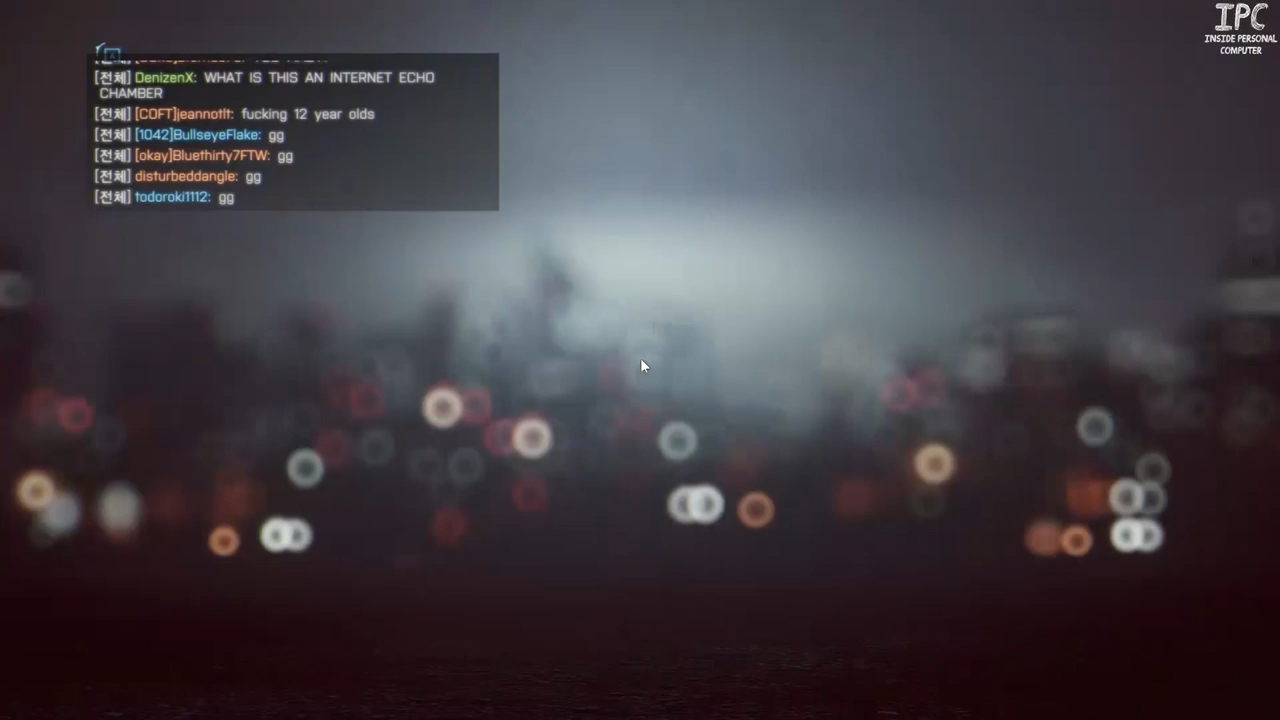 IPC
INSIDE PERSONAL
COMPUTER
[전체] DenizenX: WHAT IS THIS AN INTERNET ECHO
CHAMBER
[전체] [COFT]jeannotlt: fucking 12 year olds
[전체] [1042]BullseyeFlake: gg
[전체] [okay]Bluethirty7FTW: gg
[전체] disturbeddangle: gg
[전체] todoroki1112: gg